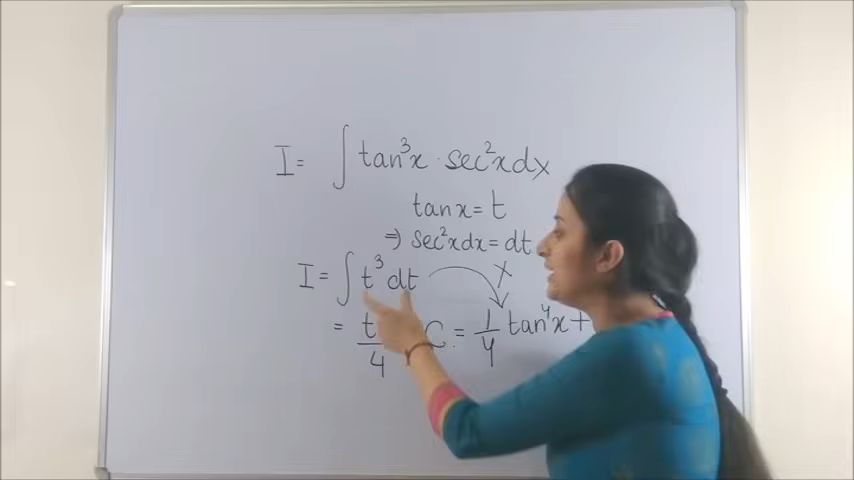 I = ∫ tan³x · sec²x dx
tan x = t
⇒ sec²x dx = dt
I = ∫ t³ dt x
= t/4 C = 1/4 tan⁴x +